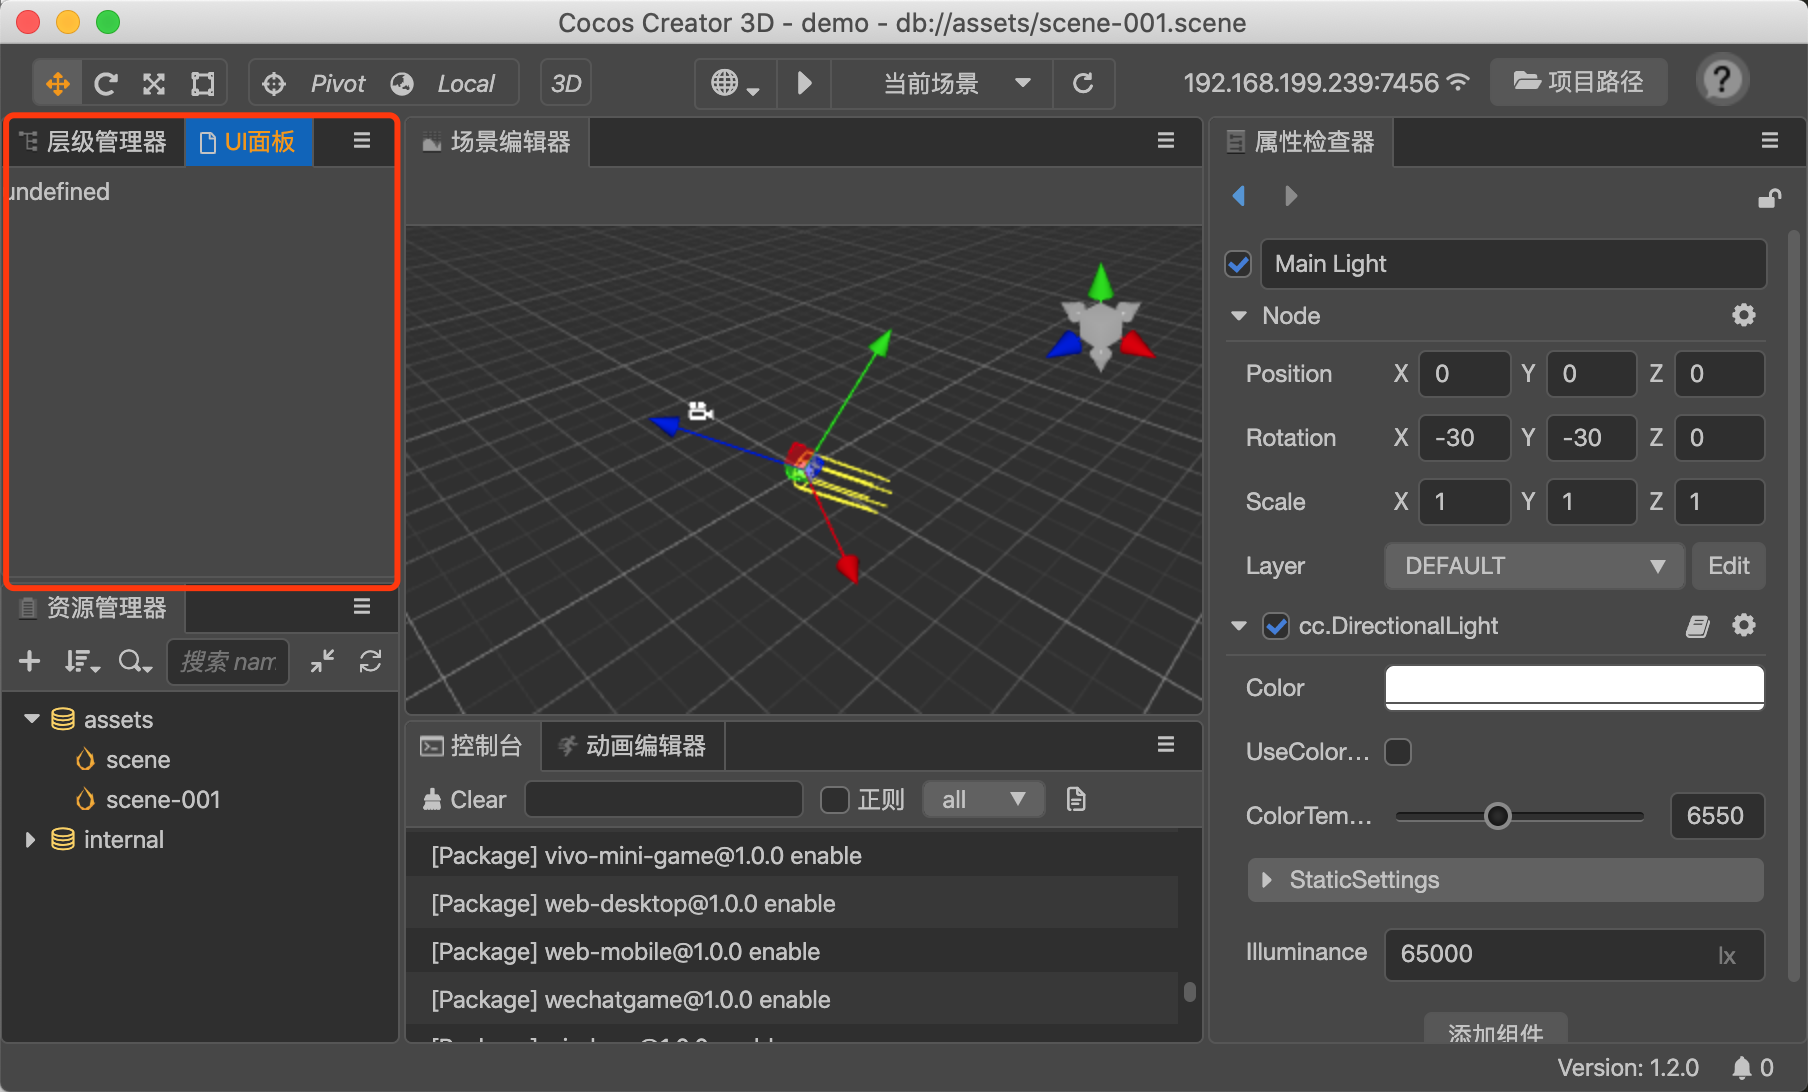 Cocos Creator 3D - demo - db://assets/scene-001.scene
Pivot Local 3D 当前场景 192.168.199.239:7456 项目路径 ?
层级管理器 UI面板
undefined
场景编辑器
属性检查器
Main Light
Node
Position X 0 Y 0 Z 0
Rotation X -30 Y -30 Z 0
Scale X 1 Y 1 Z 1
Layer DEFAULT Edit
cc.DirectionalLight
Color
UseColor...
ColorTem... 6550
StaticSettings
Illuminance 65000 lx
添加组件
资源管理器
搜索 nam
assets
scene
scene-001
internal
控制台 动画编辑器
Clear 正则 all
[Package] vivo-mini-game@1.0.0 enable
[Package] web-desktop@1.0.0 enable
[Package] web-mobile@1.0.0 enable
[Package] wechatgame@1.0.0 enable
Version: 1.2.0 0